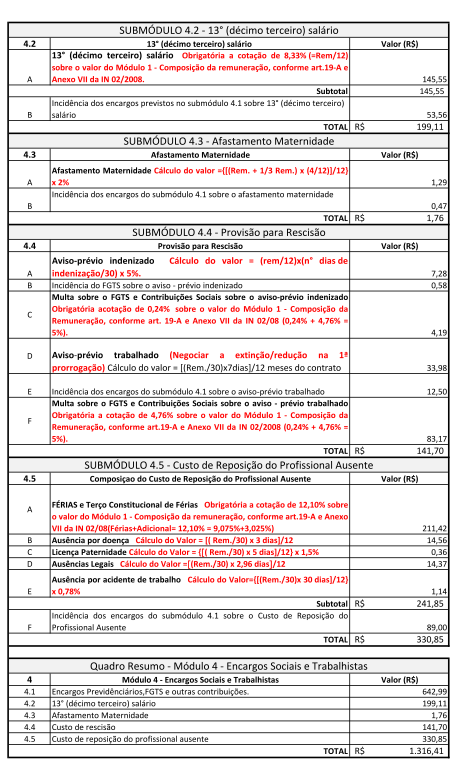 SUBMÓDULO 4.2 - 13° (décimo terceiro) salário
4.2 13° (décimo terceiro) salário Valor (R$)
13° (décimo terceiro) salário Obrigatória a cotação de 8,33% (=Rem/12)
sobre o valor do Módulo 1 - Composição da remuneração, conforme art.19-A e
A Anexo VII da IN 02/2008. 145,55
Subtotal 145,55
Incidência dos encargos previstos no submódulo 4.1 sobre 13° (décimo terceiro)
B salário 53,56
TOTAL R$ 199,11
SUBMÓDULO 4.3 - Afastamento Maternidade
4.3 Afastamento Maternidade Valor (R$)
Afastamento Maternidade Cálculo do valor ={[(Rem. + 1/3 Rem.) x (4/12)]/12}
A x 2% 1,29
Incidência dos encargos do submódulo 4.1 sobre o afastamento maternidade
B 0,47
TOTAL R$ 1,76
SUBMÓDULO 4.4 - Provisão para Rescisão
4.4 Provisão para Rescisão Valor (R$)
Aviso-prévio indenizado Cálculo do valor = (rem/12)x(n° dias de
A indenização/30) x 5%. 7,28
B Incidência do FGTS sobre o aviso - prévio indenizado 0,58
Multa sobre o FGTS e Contribuições Sociais sobre o aviso-prévio indenizado
Obrigatória acotação de 0,24% sobre o valor do Módulo 1 - Composição da
C Remuneração, conforme art. 19-A e Anexo VII da IN 02/08 (0,24% + 4,76% =
5%). 4,19
D Aviso-prévio trabalhado (Negociar a extinção/redução na 1ª
prorrogação) Cálculo do valor = [(Rem./30)x7dias]/12 meses do contrato 33,98
E Incidência dos encargos do submódulo 4.1 sobre o aviso-prévio trabalhado 12,50
Multa sobre o FGTS e Contribuições Sociais sobre o aviso - prévio trabalhado
Obrigatória a cotação de 4,76% sobre o valor do Módulo 1 - Composição da
F Remuneração, conforme art.19-A e Anexo VII da IN 02/2008 (0,24% + 4,76% =
5%). 83,17
TOTAL R$ 141,70
SUBMÓDULO 4.5 - Custo de Reposição do Profissional Ausente
4.5 Composiçao do Custo de Reposição do Profissional Ausente Valor (R$)
A FÉRIAS e Terço Constitucional de Férias Obrigatória a cotação de 12,10% sobre
o valor do Módulo 1 - Composição da remuneração, conforme art.19-A e Anexo
VII da IN 02/08(Férias+Adicional= 12,10% = 9,075%+3,025%) 211,42
B Ausência por doença Cálculo do Valor = [( Rem./30) x 3 dias]/12 14,56
C Licença Paternidade Cálculo do Valor = {[( Rem./30) x 5 dias]/12} x 1,5% 0,36
D Ausências Legais Cálculo do Valor =[(Rem./30) x 2,96 dias]/12 14,37
Ausência por acidente de trabalho Cálculo do Valor={[(Rem./30)x 30 dias]/12}
E x 0,78% 1,14
Subtotal R$ 241,85
Incidência dos encargos do submódulo 4.1 sobre o Custo de Reposição do
F Profissional Ausente 89,00
TOTAL R$ 330,85
Quadro Resumo - Módulo 4 - Encargos Sociais e Trabalhistas
4 Módulo 4 - Encargos Sociais e Trabalhistas Valor (R$)
4.1 Encargos Previdênciários,FGTS e outras contribuições. 642,99
4.2 13° (décimo terceiro) salário 199,11
4.3 Afastamento Maternidade 1,76
4.4 Custo de rescisão 141,70
4.5 Custo de reposição do profissional ausente 330,85
TOTAL R$ 1.316,41